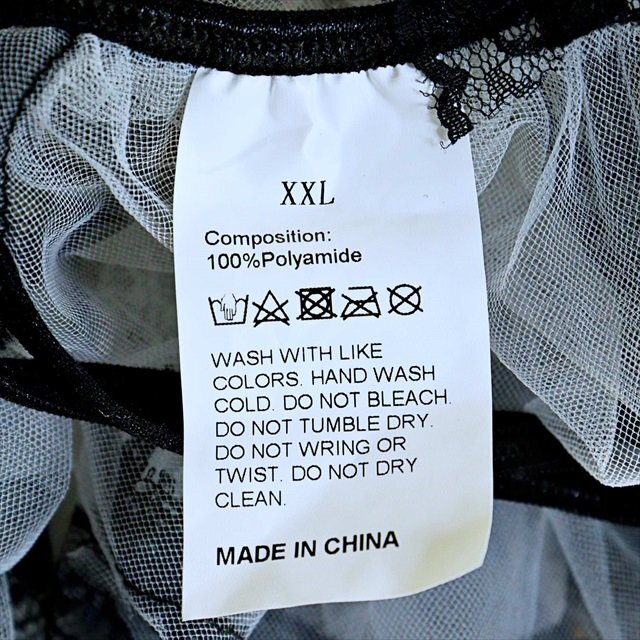 XXL
Composition:
100%Polyamide
WASH WITH LIKE
COLORS. HAND WASH
COLD. DO NOT BLEACH.
DO NOT TUMBLE DRY.
DO NOT WRING OR
TWIST. DO NOT DRY
CLEAN.
MADE IN CHINA